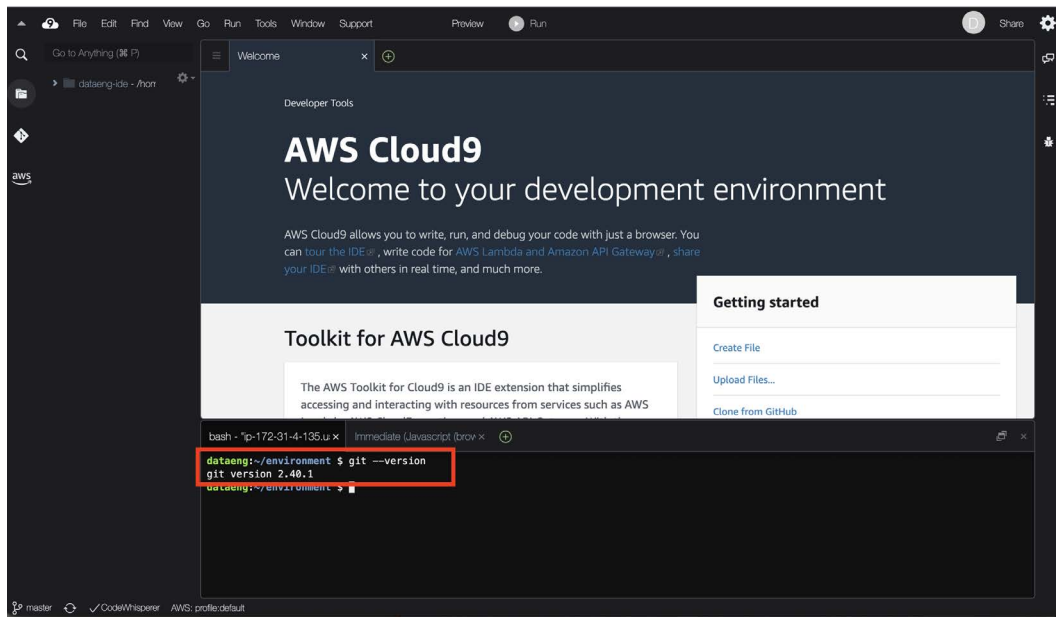 File Edit Find View Go Run Tools Window Support Preview Run D Share
Go to Anything (⌘ P)
Welcome
dataeng-ide - /hom
aws
Developer Tools
AWS Cloud9
Welcome to your development environment
AWS Cloud9 allows you to write, run, and debug your code with just a browser. You
can tour the IDE, write code for AWS Lambda and Amazon API Gateway, share
your IDE with others in real time, and much more.
Getting started
Create File
Upload Files...
Clone from GitHub
Toolkit for AWS Cloud9
The AWS Toolkit for Cloud9 is an IDE extension that simplifies
accessing and interacting with resources from services such as AWS
bash - "ip-172-31-4-135.u Immediate (Javascript (brow
dataeng:~/environment $ git --version
git version 2.40.1
dataeng:~/environment $
master CodeWhisperer AWS: profile:default